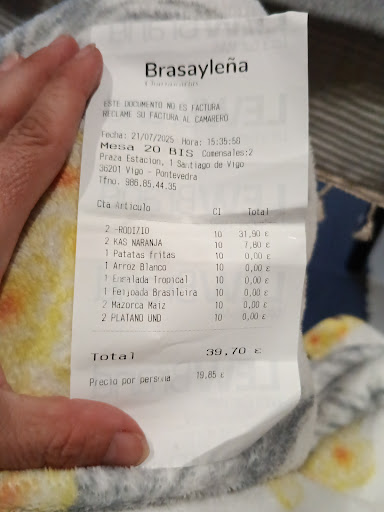 Brasayleña
ESTE DOCUMENTO NO ES FACTURA
RECLAME SU FACTURA AL CAMARERO
Fecha: 21/07/2025 Hora: 15:35:56
Mesa 20 BIS Comensales:2
Praza Estacion, 1 Santiago de Vigo
36201 Vigo - Pontevedra
Tfno. 986.85.44.35
Cta Articulo CI Total
2 -RODIZIO 10 31,90 €
2 KAS NARANJA 10 7,80 €
1 Patatas fritas 10 0,00 €
1 Arroz Blanco 10 0,00 €
1 Enralada Tropical 10 0,00 €
1 Feijoada Brasileira 10 0,00 €
2 Mazorca Maiz 10 0,00 €
2 PLATANO UND 10 0,00 €
Total 39,70 €
Precio por persona 19.85 €